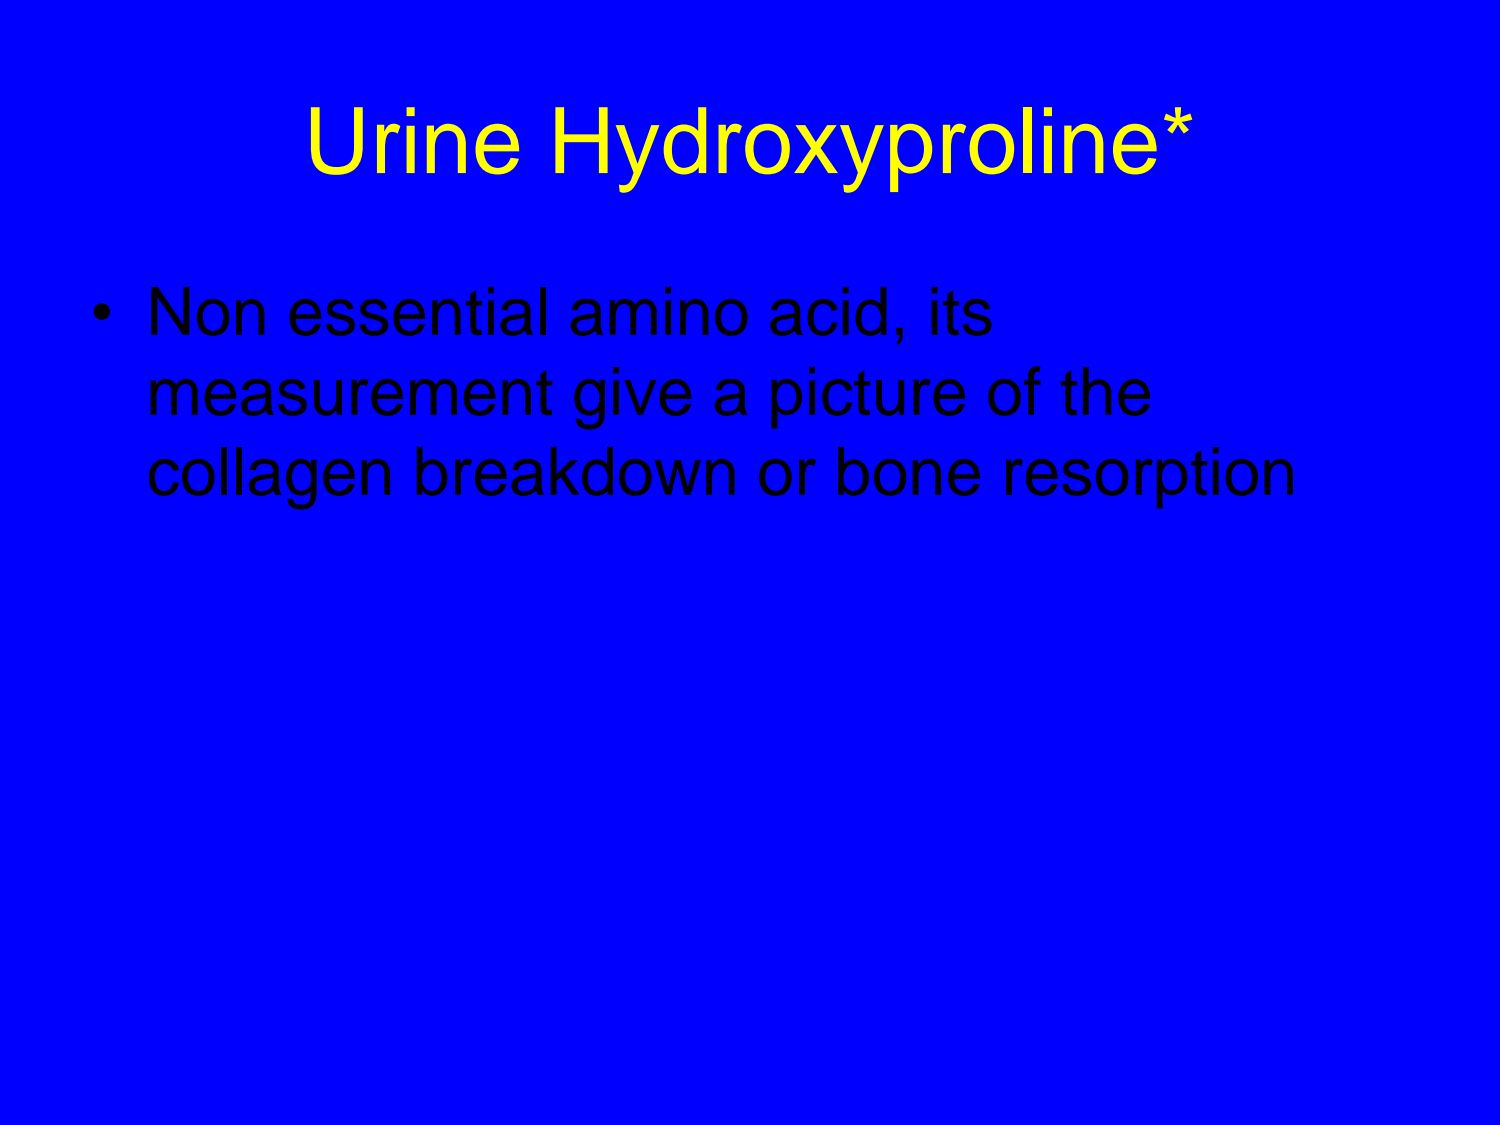 Urine Hydroxyproline*
• Non essential amino acid, its
measurement give a picture of the
collagen breakdown or bone resorption